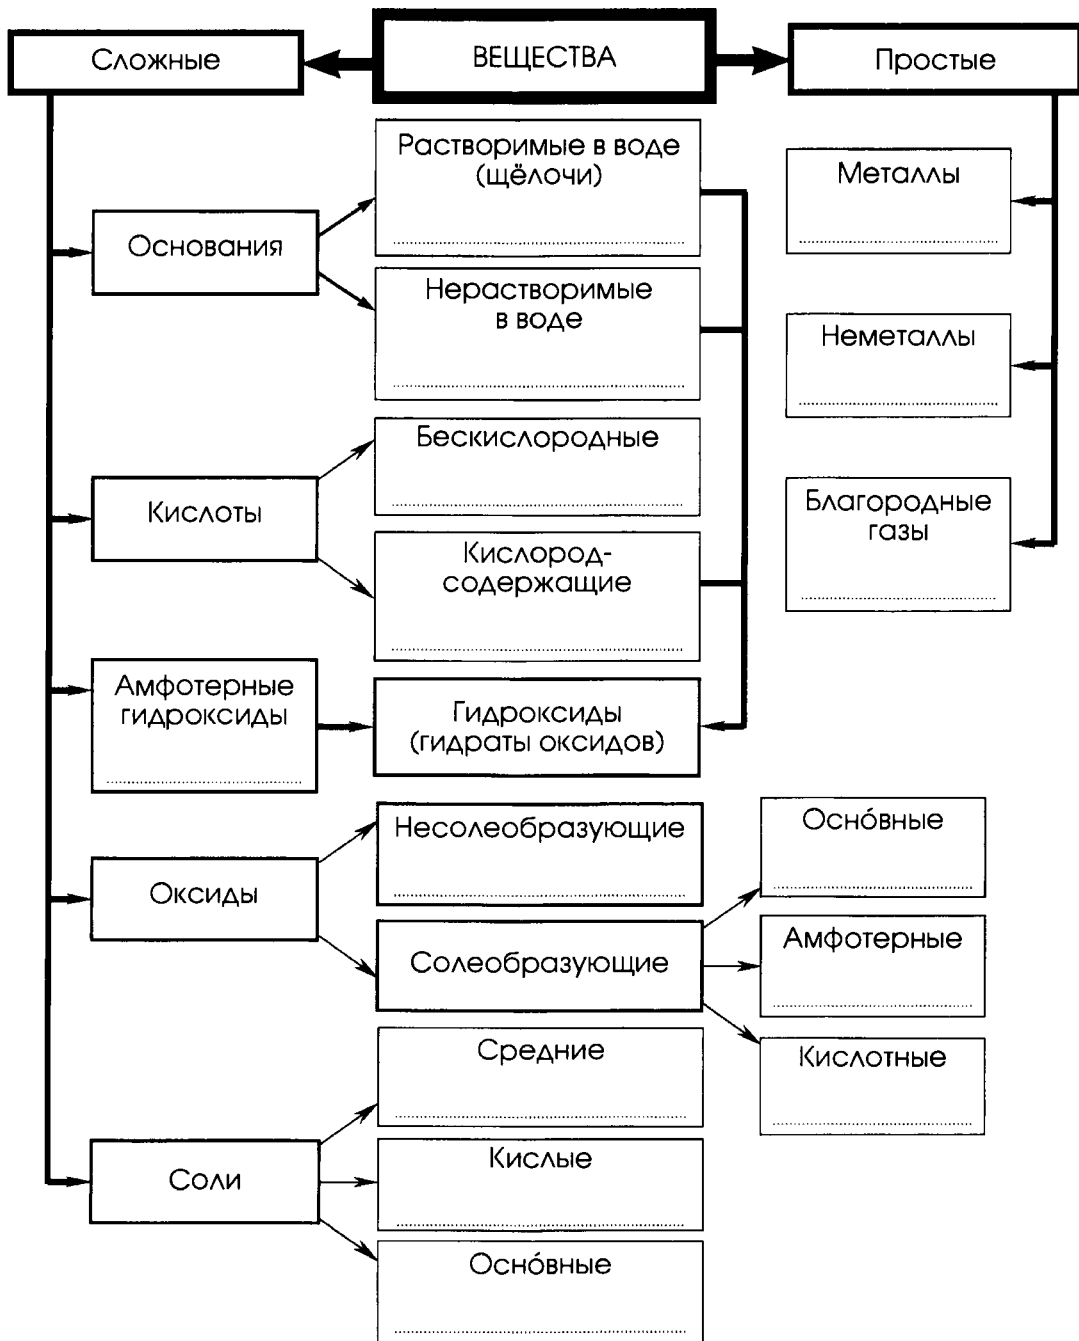 ВЕЩЕСТВА
Сложные
Простые
Основания
Растворимые в воде
(щёлочи)
Нерастворимые
в воде
Кислоты
Бескислородные
Кислород-
содержащие
Амфотерные
гидроксиды
Гидроксиды
(гидраты оксидов)
Оксиды
Несолеобразующие
Солеобразующие
Осно́вные
Амфотерные
Кислотные
Соли
Средние
Кислые
Осно́вные
Металлы
Неметаллы
Благородные
газы